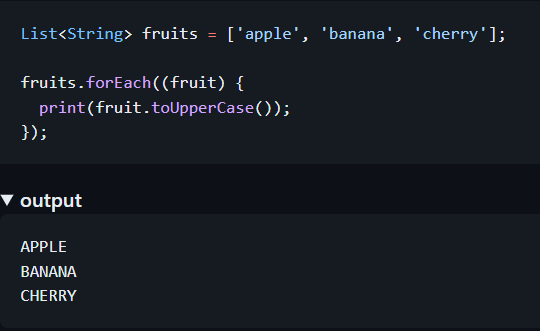 List<String> fruits = ['apple', 'banana', 'cherry'];
fruits.forEach((fruit) {
  print(fruit.toUpperCase());
});
output
APPLE
BANANA
CHERRY